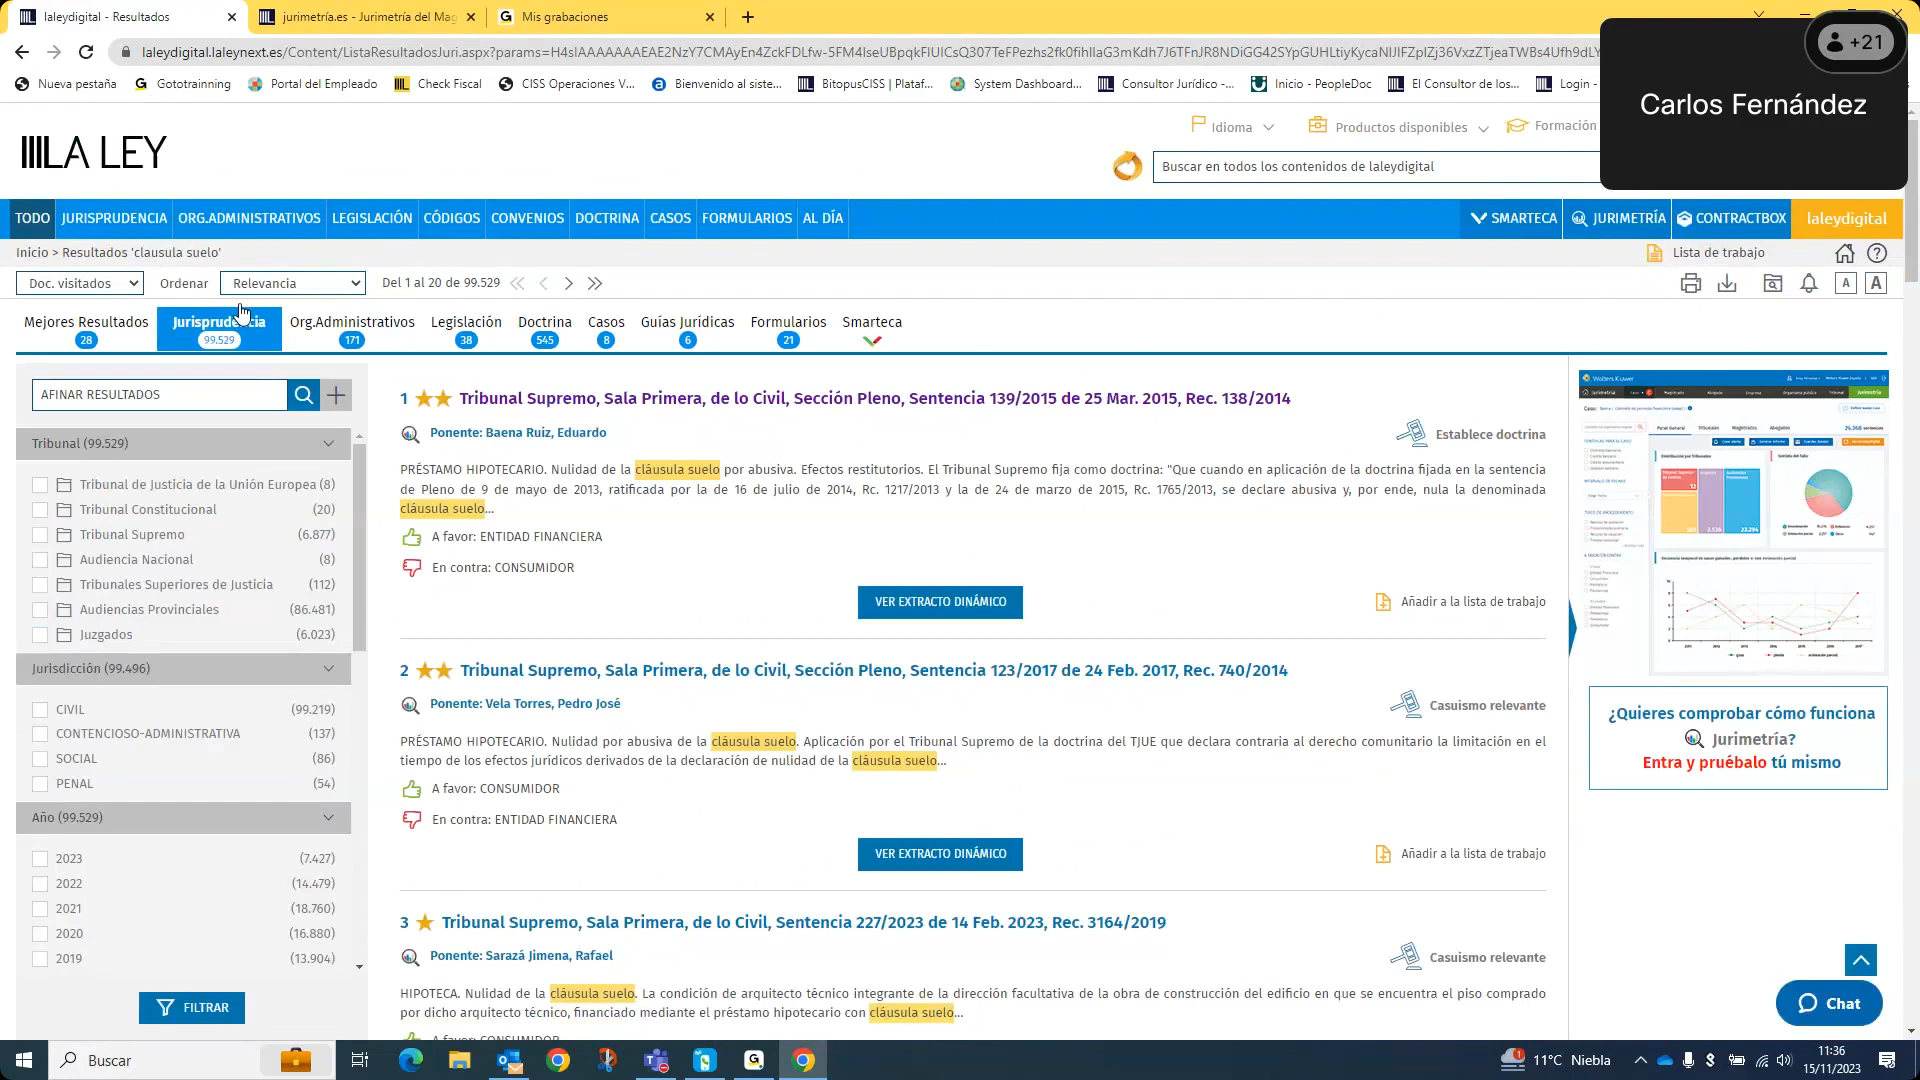 laleydigital - Resultados
jurimetría.es - Jurimetría del Mag
Mis grabaciones
laleydigital.laleynext.es/Content/ListaResultadosJuri.aspx?params=
Nueva pestaña
Gototrainning
Portal del Empleado
Check Fiscal
CISS Operaciones V...
Bienvenido al siste...
BitopusCISS | Plataf...
System Dashboard...
Consultor Jurídico -...
Inicio - PeopleDoc
El Consultor de los...
Login -
+21
Carlos Fernández
LA LEY
Idioma
Productos disponibles
Formación
Buscar en todos los contenidos de laleydigital
TODO JURISPRUDENCIA ORG.ADMINISTRATIVOS LEGISLACIÓN CÓDIGOS CONVENIOS DOCTRINA CASOS FORMULARIOS AL DÍA
SMARTECA JURIMETRÍA CONTRACTBOX laleydigital
Inicio > Resultados 'clausula suelo'
Lista de trabajo
Doc. visitados
Ordenar
Relevancia
Del 1 al 20 de 99.529
A A
Mejores Resultados
28
Jurisprudencia
99.529
Org.Administrativos
171
Legislación
38
Doctrina
545
Casos
8
Guías Jurídicas
6
Formularios
21
Smarteca
AFINAR RESULTADOS
Tribunal (99.529)
Tribunal de Justicia de la Unión Europea (8)
Tribunal Constitucional (20)
Tribunal Supremo (6.877)
Audiencia Nacional (8)
Tribunales Superiores de Justicia (112)
Audiencias Provinciales (86.481)
Juzgados (6.023)
Jurisdicción (99.496)
CIVIL (99.219)
CONTENCIOSO-ADMINISTRATIVA (137)
SOCIAL (86)
PENAL (54)
Año (99.529)
2023 (7.427)
2022 (14.479)
2021 (18.760)
2020 (16.880)
2019 (13.904)
FILTRAR
1 Tribunal Supremo, Sala Primera, de lo Civil, Sección Pleno, Sentencia 139/2015 de 25 Mar. 2015, Rec. 138/2014
Ponente: Baena Ruiz, Eduardo
Establece doctrina
PRÉSTAMO HIPOTECARIO. Nulidad de la cláusula suelo por abusiva. Efectos restitutorios. El Tribunal Supremo fija como doctrina: "Que cuando en aplicación de la doctrina fijada en la sentencia
de Pleno de 9 de mayo de 2013, ratificada por la de 16 de julio de 2014, Rc. 1217/2013 y la de 24 de marzo de 2015, Rc. 1765/2013, se declare abusiva y, por ende, nula la denominada
cláusula suelo...
A favor: ENTIDAD FINANCIERA
En contra: CONSUMIDOR
VER EXTRACTO DINÁMICO
Añadir a la lista de trabajo
2 Tribunal Supremo, Sala Primera, de lo Civil, Sección Pleno, Sentencia 123/2017 de 24 Feb. 2017, Rec. 740/2014
Ponente: Vela Torres, Pedro José
Casuismo relevante
PRÉSTAMO HIPOTECARIO. Nulidad por abusiva de la cláusula suelo. Aplicación por el Tribunal Supremo de la doctrina del TJUE que declara contraria al derecho comunitario la limitación en el
tiempo de los efectos jurídicos derivados de la declaración de nulidad de la cláusula suelo...
A favor: CONSUMIDOR
En contra: ENTIDAD FINANCIERA
VER EXTRACTO DINÁMICO
Añadir a la lista de trabajo
3 Tribunal Supremo, Sala Primera, de lo Civil, Sentencia 227/2023 de 14 Feb. 2023, Rec. 3164/2019
Ponente: Sarazá Jimena, Rafael
Casuismo relevante
HIPOTECA. Nulidad de la cláusula suelo. La condición de arquitecto técnico integrante de la dirección facultativa de la obra de construcción del edificio en que se encuentra el piso comprado
por dicho arquitecto técnico, financiado mediante el préstamo hipotecario con cláusula suelo...
A favor: CONSUMIDOR
Wolters Kluwer
¿Quieres comprobar cómo funciona
Jurimetría?
Entra y pruébalo tú mismo
Chat
Buscar
11°C Niebla
11:36
15/11/2023